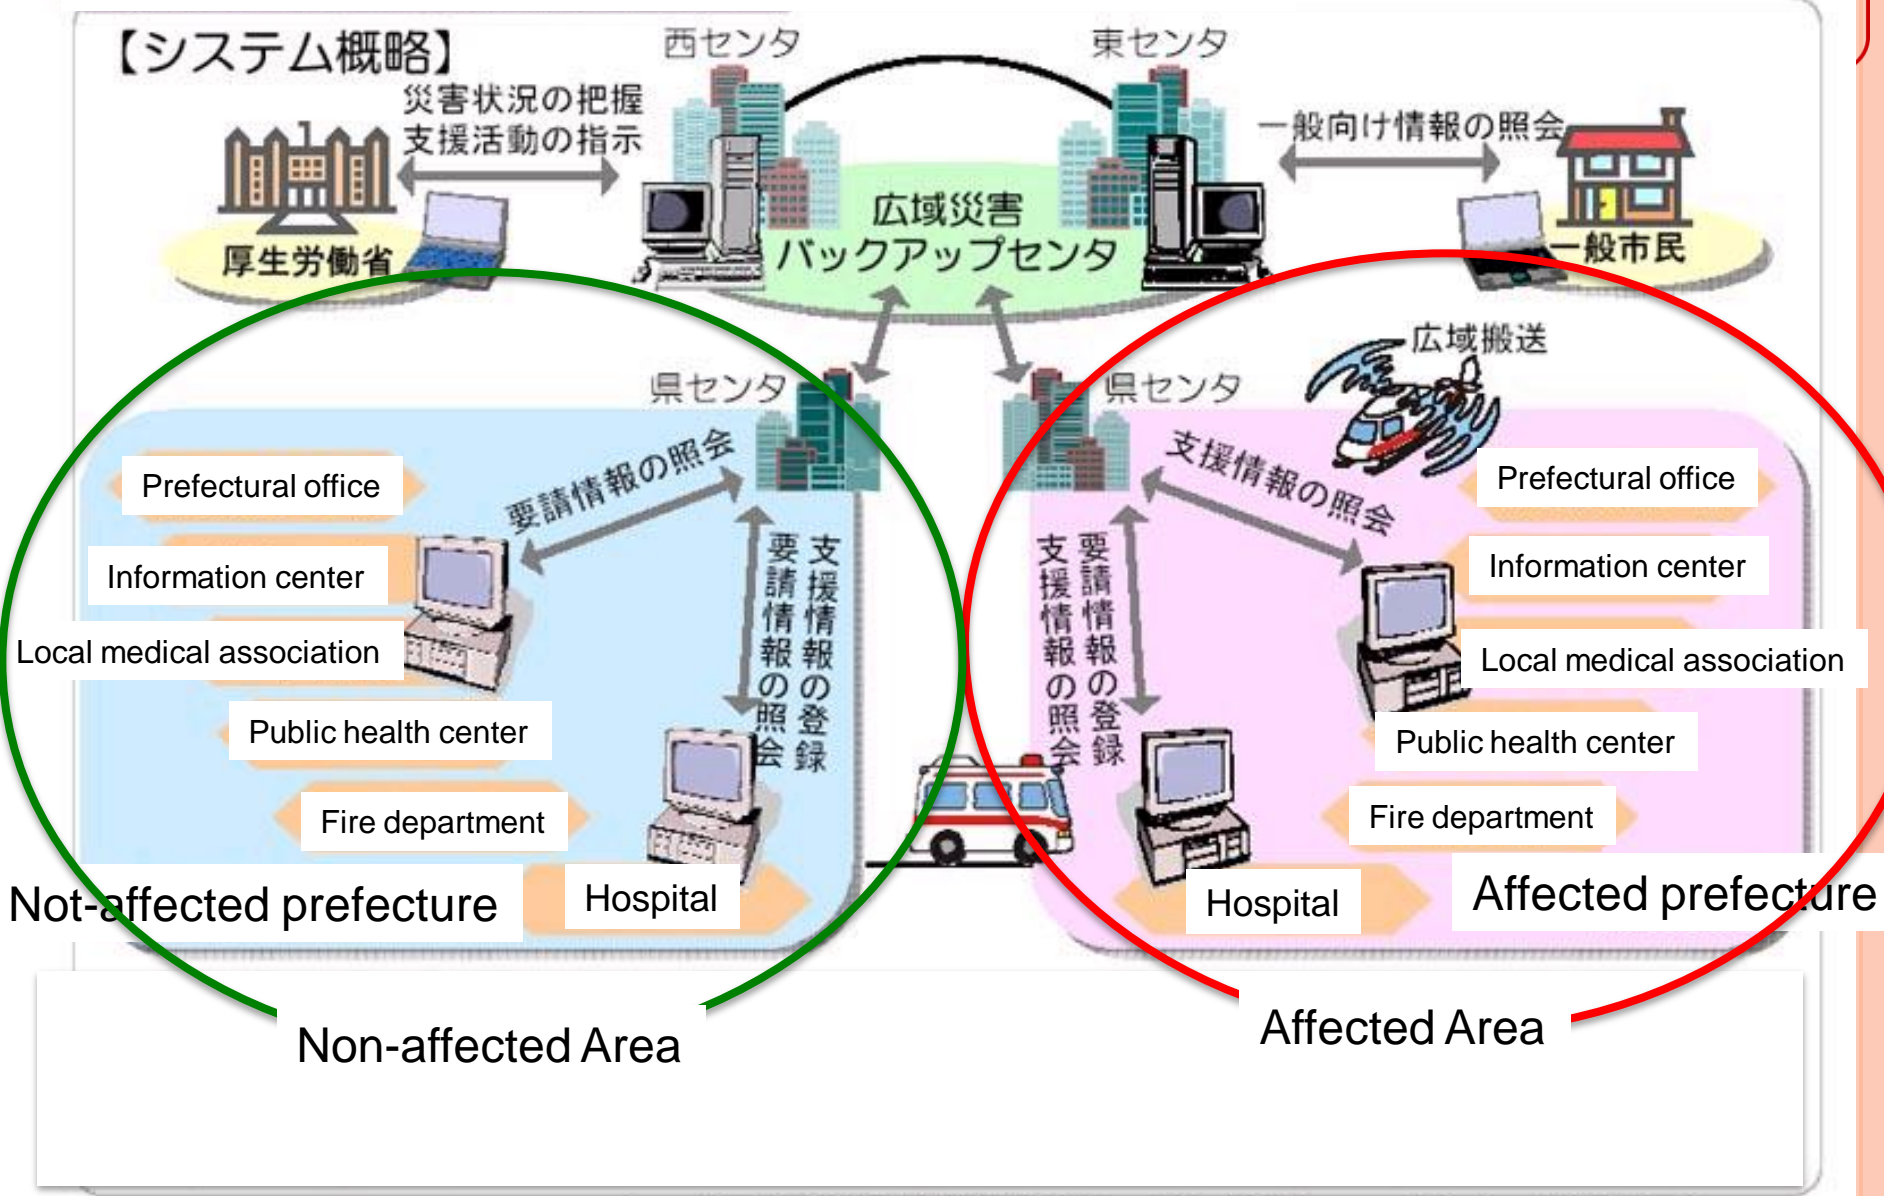 【システム概略】
西センタ
東センタ
災害状況の把握
支援活動の指示
一般向け情報の照会
厚生労働省
広域災害
バックアップセンタ
一般市民
県センタ
県センタ
広域搬送
要請情報の照会
支援情報の登録
要請情報の照会
Prefectural office
Information center
Local medical association
Public health center
Fire department
Hospital
Not-affected prefecture
支援情報の照会
要請情報の登録
支援情報の照会
Prefectural office
Information center
Local medical association
Public health center
Fire department
Hospital
Affected prefecture
Non-affected Area
Affected Area